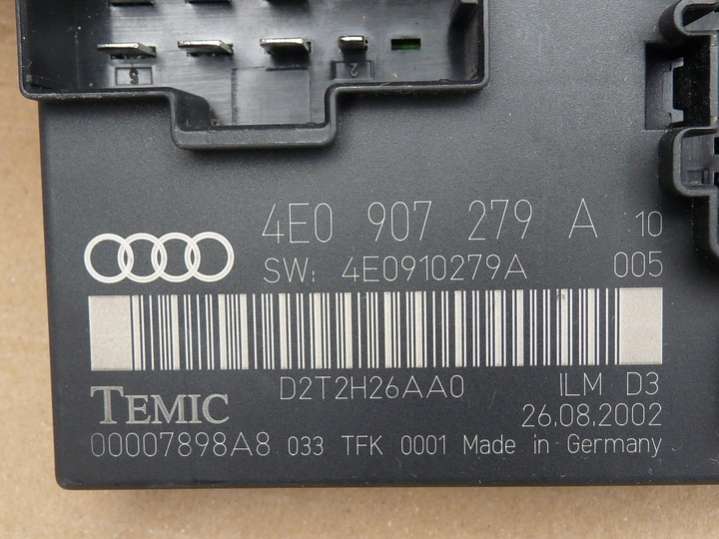 2
4E0 907 279 A 10
SW: 4E0910279A 005
D2T2H26AA0 ILM D3
TEMIC 26.08.2002
00007898A8 033 TFK 0001 Made in Germany